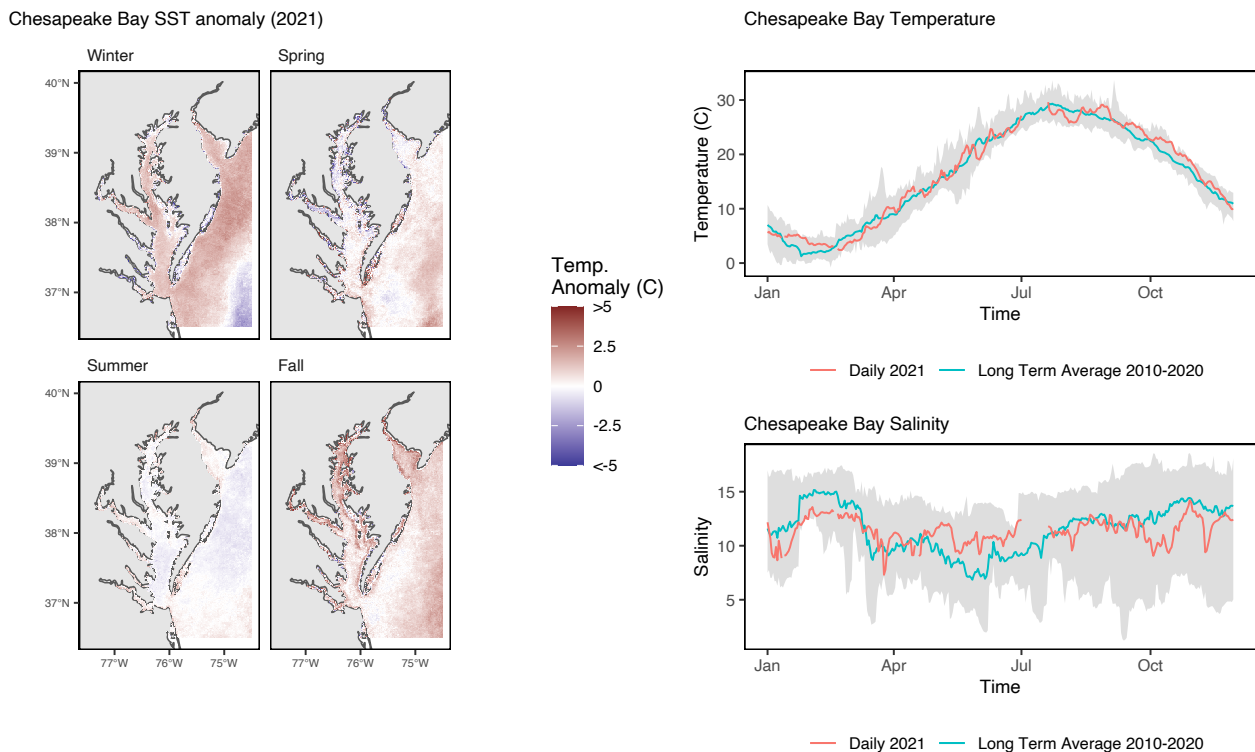 Chesapeake Bay SST anomaly (2021)
Winter
Spring
40°N
39°N
38°N
37°N
Summer
Fall
40°N
39°N
38°N
37°N
77°W
76°W
75°W
77°W
76°W
75°W
Temp.
Anomaly (C)
>5
2.5
0
-2.5
<-5
Chesapeake Bay Temperature
Temperature (C)
30
20
10
0
Jan
Apr
Jul
Oct
Time
Daily 2021
Long Term Average 2010-2020
Chesapeake Bay Salinity
Salinity
15
10
5
Jan
Apr
Jul
Oct
Time
Daily 2021
Long Term Average 2010-2020